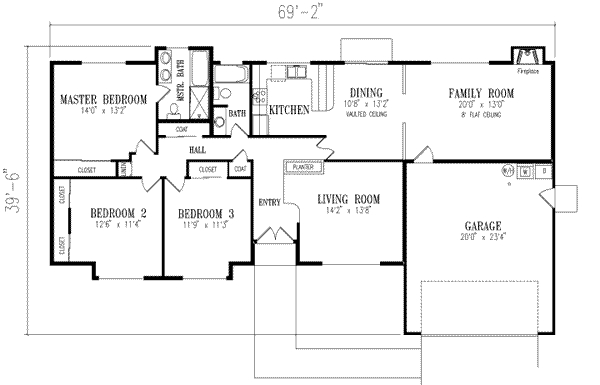 69'-2"
39'-6"
Fireplace
MASTER BEDROOM
14'0" x 13'2"
MSTR. BATH
BATH
KITCHEN
DINING
10'8" x 13'2"
VAULTED CEILING
FAMILY ROOM
20'0" x 13'0"
8' FLAT CEILING
COAT
HALL
CLOSET
LINEN
CLOSET
COAT
PLANTER
W/H
W
D
CLOSET
CLOSET
BEDROOM 2
12'6" x 11'4"
BEDROOM 3
11'9" x 11'3"
ENTRY
LIVING ROOM
14'2" x 13'8"
GARAGE
20'0" x 23'4"